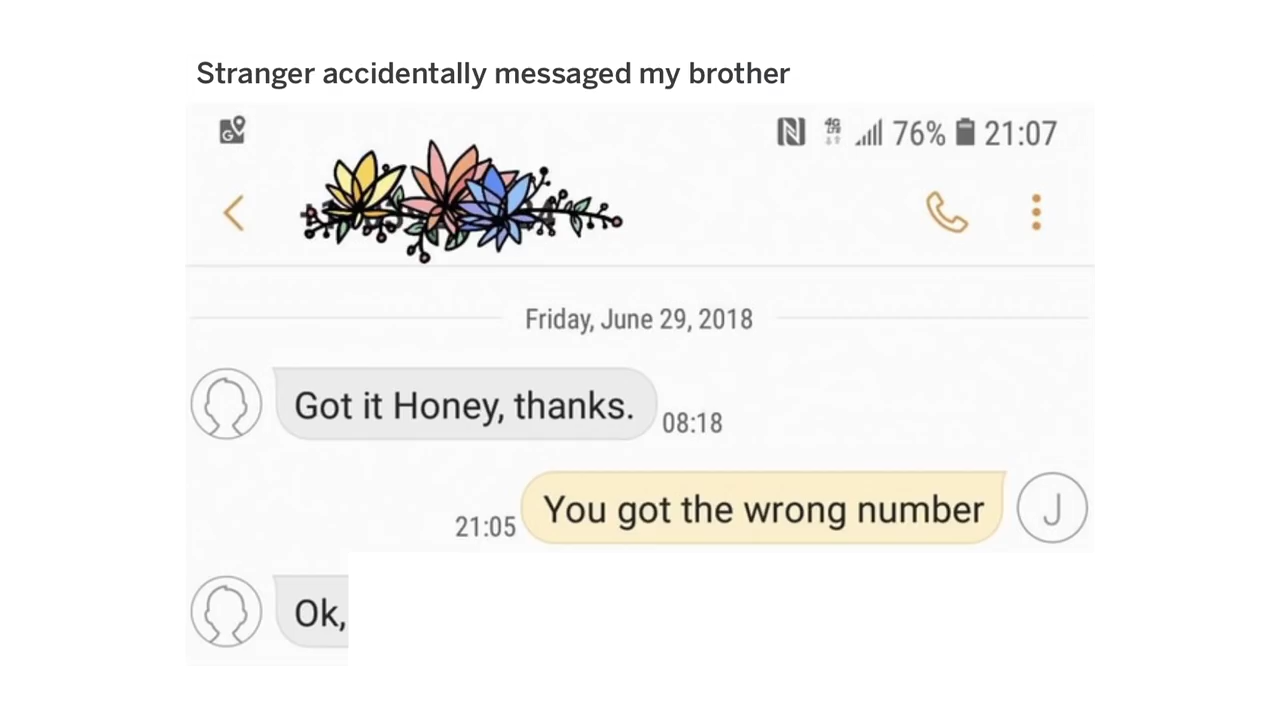 Stranger accidentally messaged my brother
76% 21:07
Friday, June 29, 2018
Got it Honey, thanks.
08:18
You got the wrong number
J
21:05
Ok,